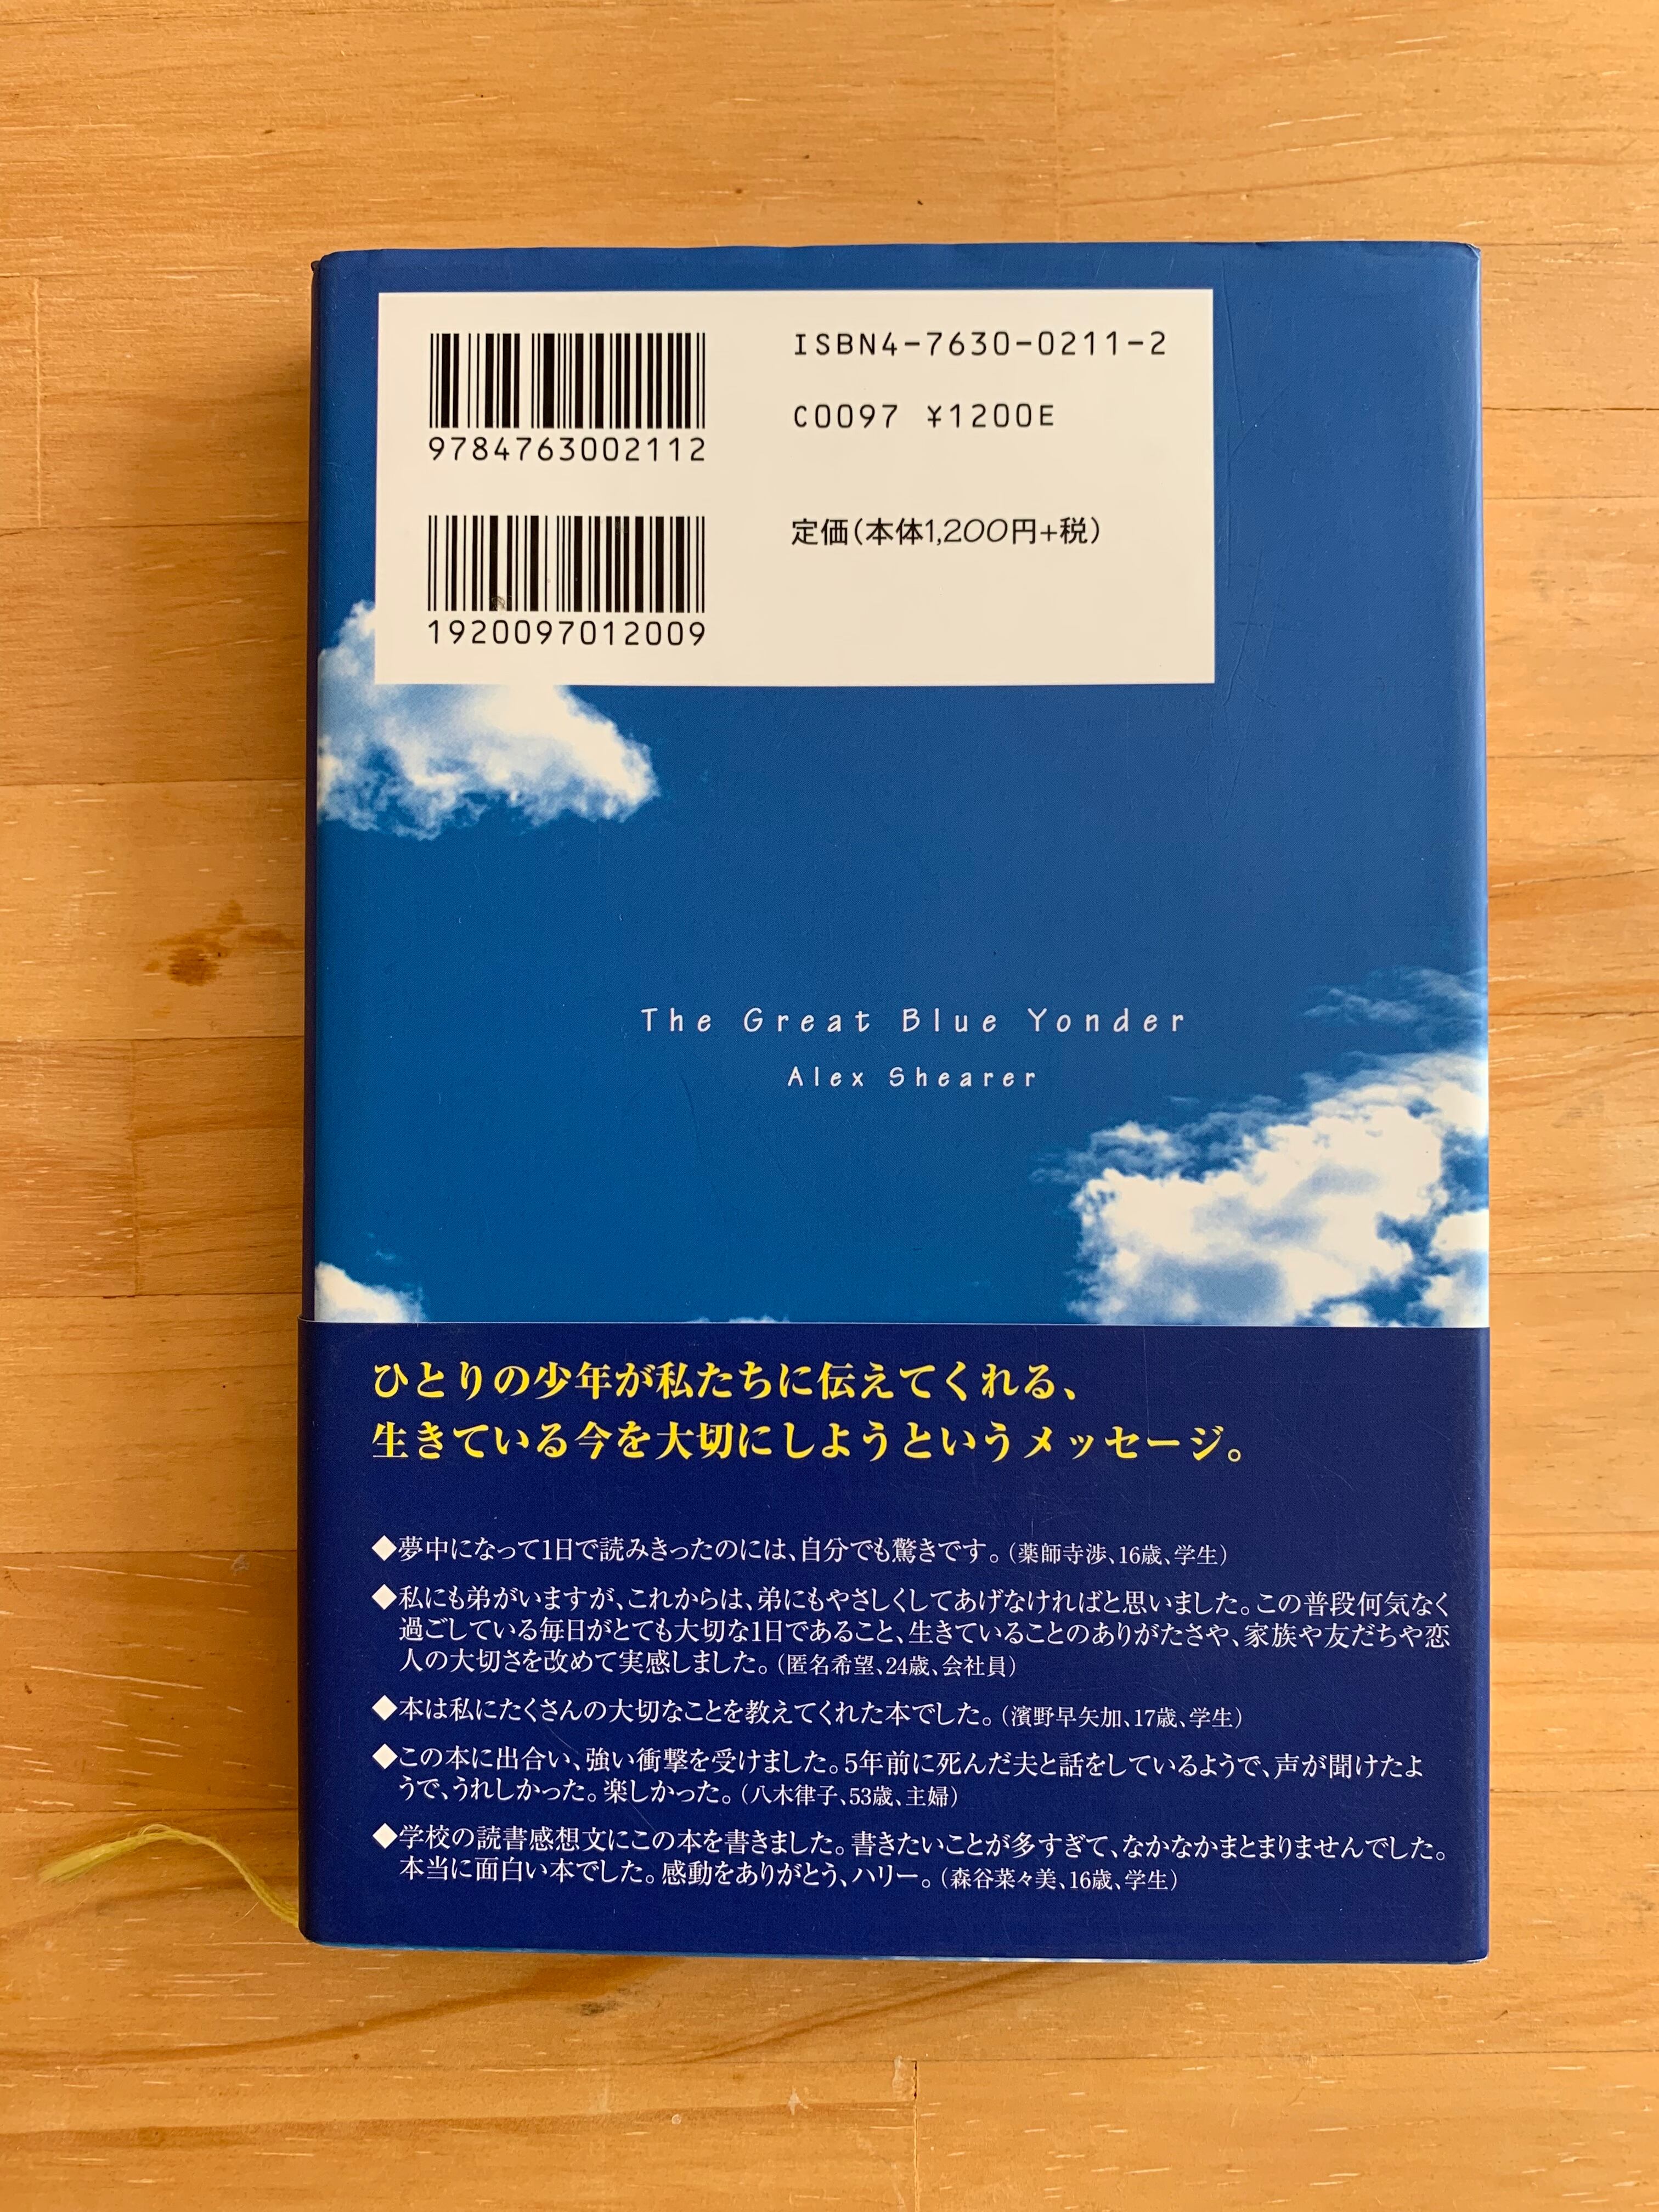 ISBN4-7630-0211-2
C0097 ¥1200E
9784763002112
定価(本体1,200円+税)
1920097012009
The Great Blue Yonder
Alex Shearer
ひとりの少年が私たちに伝えてくれる、
生きている今を大切にしようというメッセージ。
◆夢中になって1日で読みきったのには、自分でも驚きです。(薬師寺渉、16歳、学生)
◆私にも弟がいますが、これからは、弟にもやさしくしてあげなければと思いました。この普段何気なく
過ごしている毎日がとても大切な1日であること、生きていることのありがたさや、家族や友だちや恋
人の大切さを改めて実感しました。(匿名希望、24歳、会社員)
◆本は私にたくさんの大切なことを教えてくれた本でした。(濱野早矢加、17歳、学生)
◆この本に出合い、強い衝撃を受けました。5年前に死んだ夫と話をしているようで、声が聞けたよ
うで、うれしかった。楽しかった。(八木律子、53歳、主婦)
◆学校の読書感想文にこの本を書きました。書きたいことが多すぎて、なかなかまとまりませんでした。
本当に面白い本でした。感動をありがとう、ハリー。(森谷菜々美、16歳、学生)